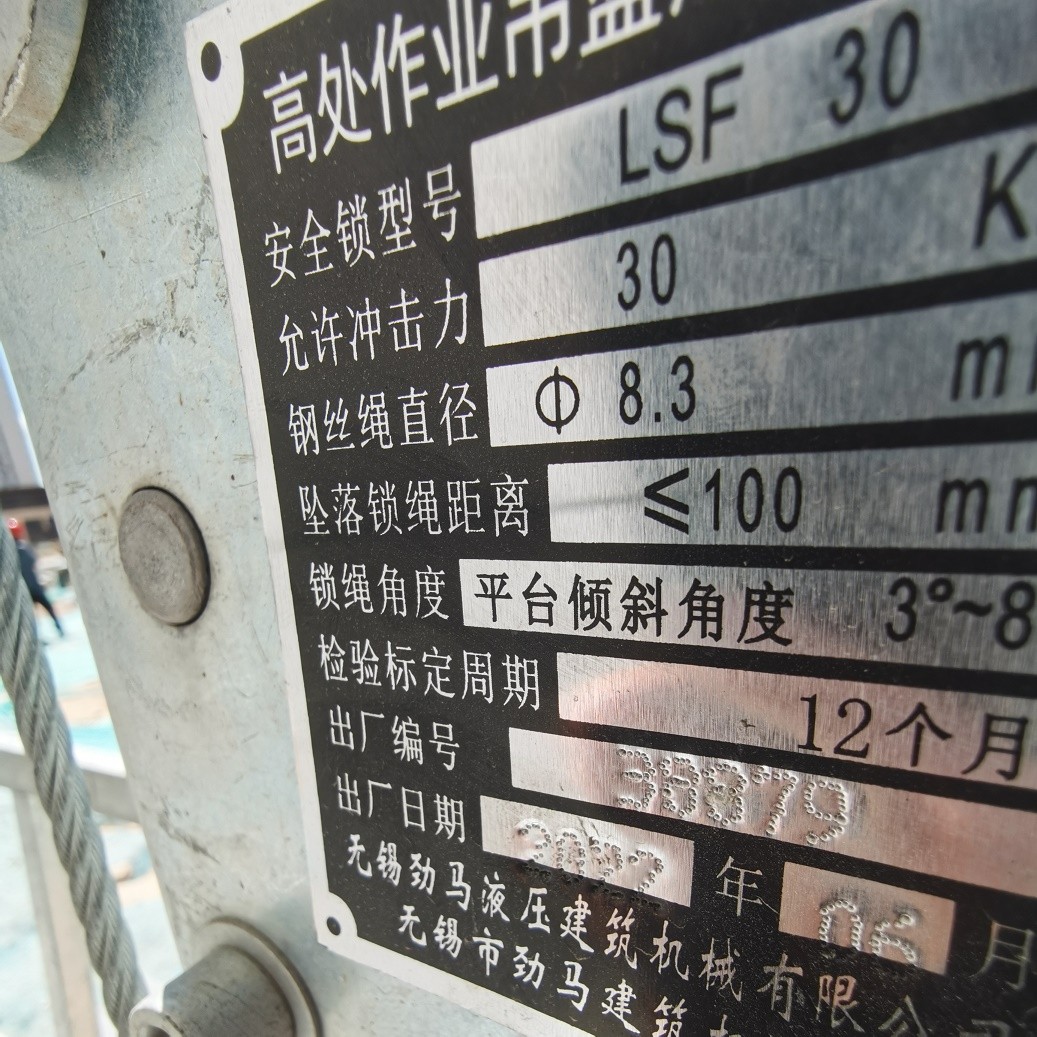 高处作业吊篮
安全锁型号 LSF 30
允许冲击力 30 K
钢丝绳直径 Φ 8.3 m
坠落锁绳距离 ≤100 mm
锁绳角度 平台倾斜角度 3°~8
检验标定周期 12个月
出厂编号 38079
出厂日期 2022 年 06 月
无锡劲马液压建筑机械有限公
无锡市劲马建筑